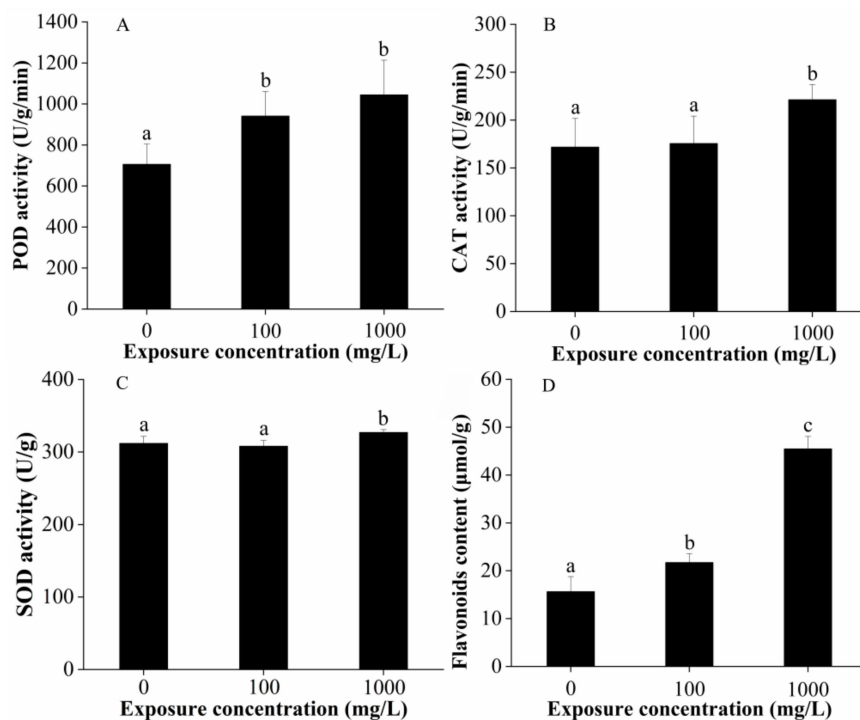 A
POD activity (U/g/min)
1400
1200
1000
800
600
400
200
0
a
b
b
0
100
1000
Exposure concentration (mg/L)
B
CAT activity (U/g/min)
300
250
200
150
100
50
0
a
a
b
0
100
1000
Exposure concentration (mg/L)
C
SOD activity (U/g)
400
300
200
100
0
a
a
b
0
100
1000
Exposure concentration (mg/L)
D
Flavonoids content (μmol/g)
60
50
40
30
20
10
0
a
b
c
0
100
1000
Exposure concentration (mg/L)